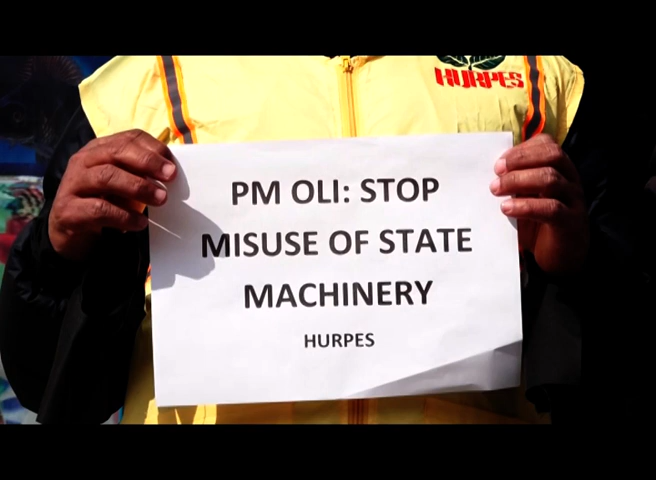 HURPES
PM OLI: STOP
MISUSE OF STATE
MACHINERY
HURPES